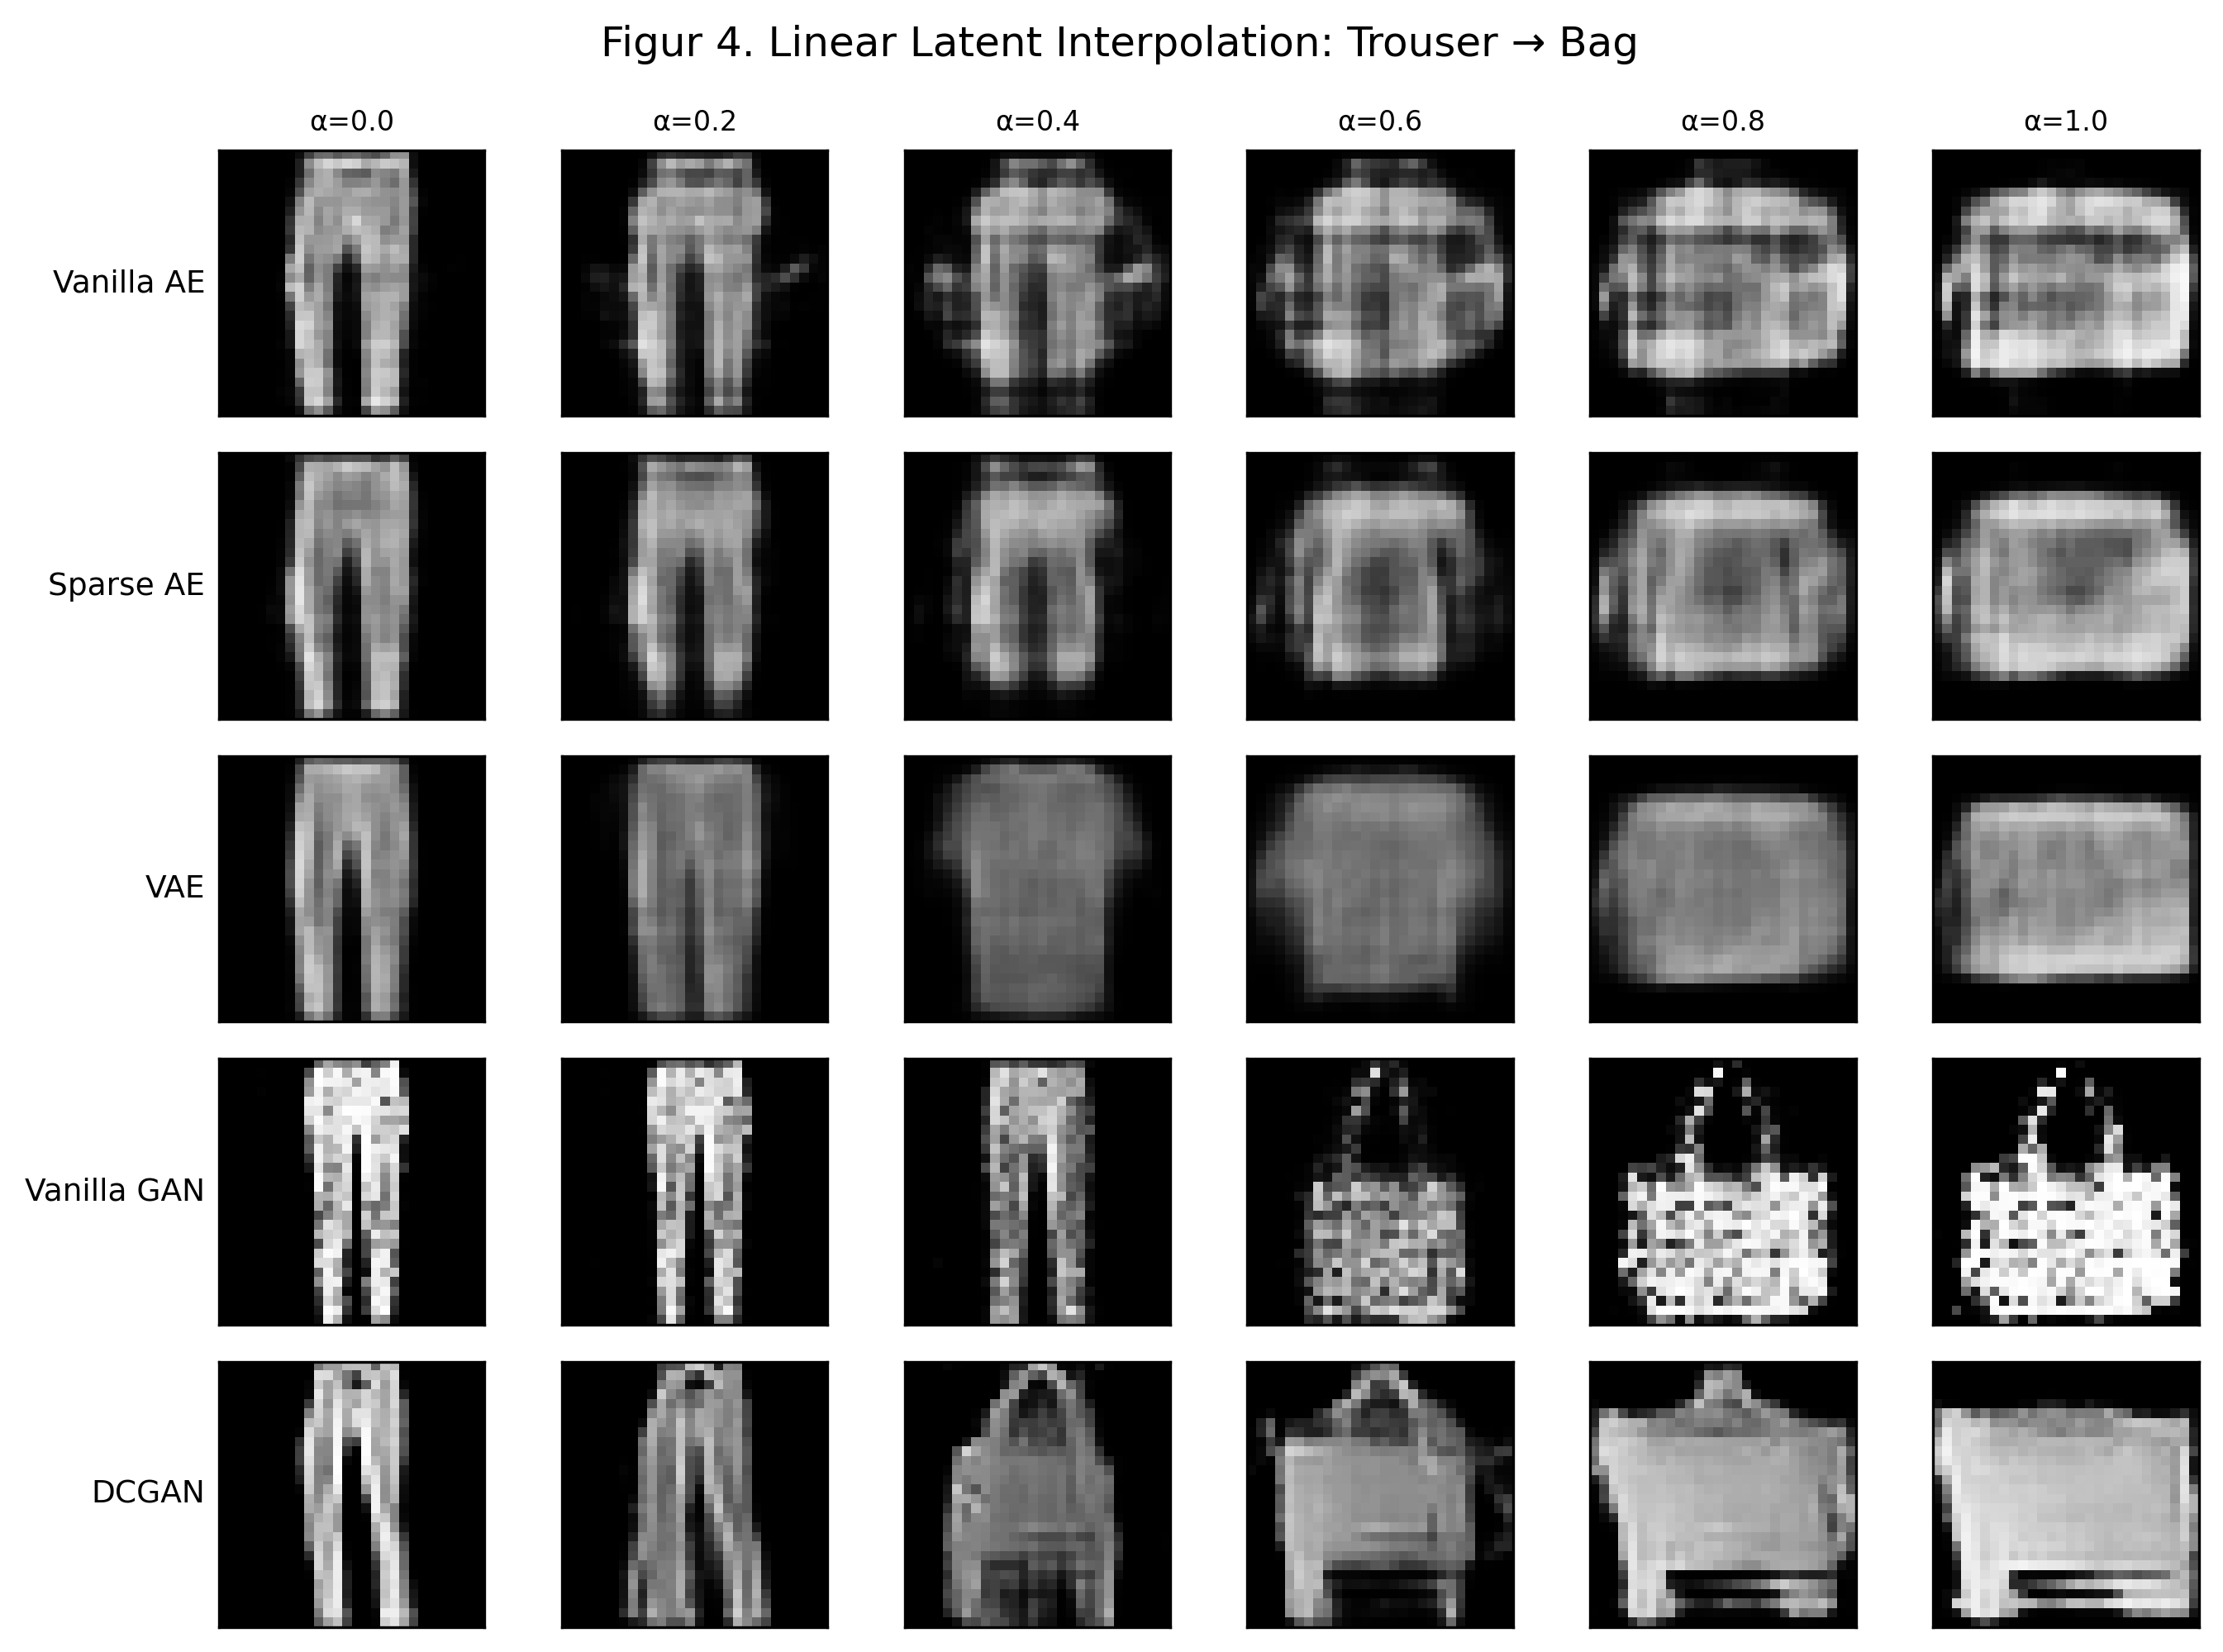 Figur 4. Linear Latent Interpolation: Trouser → Bag
α=0.0 α=0.2 α=0.4 α=0.6 α=0.8 α=1.0
Vanilla AE
Sparse AE
VAE
Vanilla GAN
DCGAN